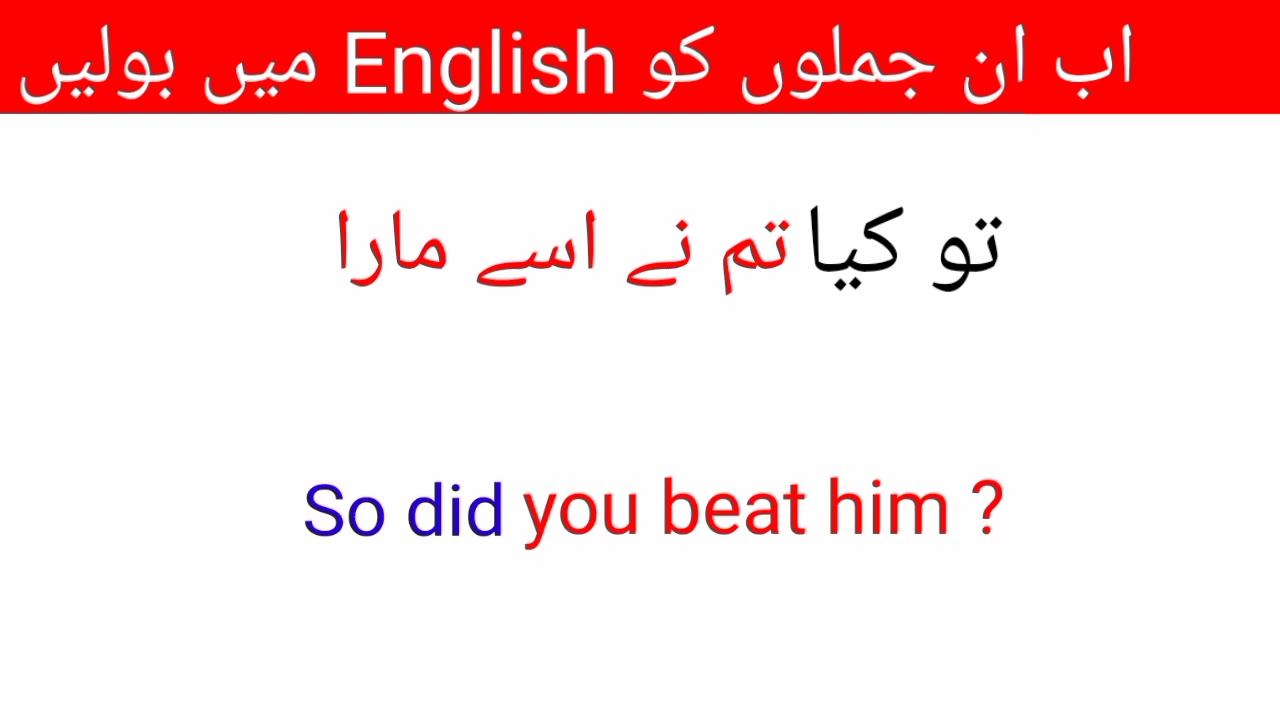 اب ان جملوں کو English میں بولیں
تو کیا تم نے اسے مارا
So did you beat him ?